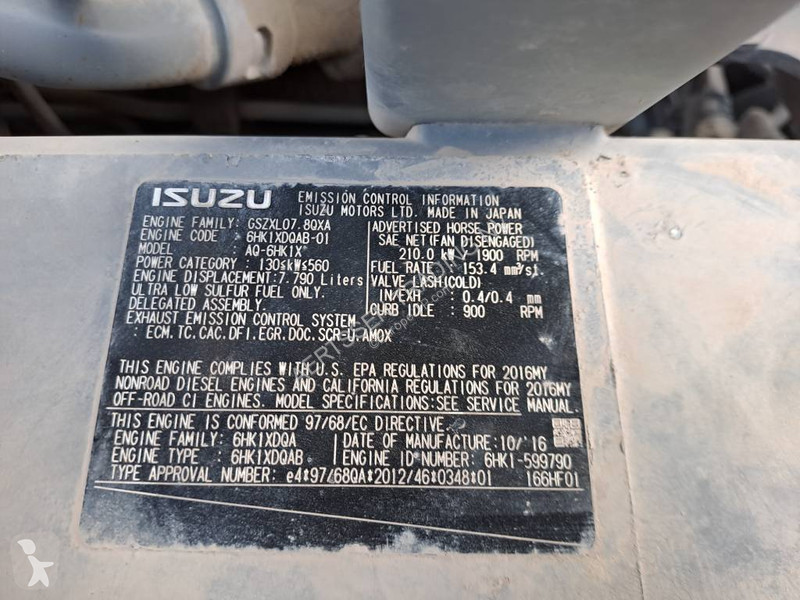 ISUZU EMISSION CONTROL INFORMATION
ISUZU MOTORS LTD. MADE IN JAPAN
ENGINE FAMILY: GSZXL07.8QXA
ENGINE CODE : 6HK1XDQAB-01
MODEL : AQ-6HK1X
POWER CATEGORY : 130≤kW≤560
ENGINE DISPLACEMENT:7.790 Liters
ULTRA LOW SULFUR FUEL ONLY.
DELEGATED ASSEMBLY.
EXHAUST EMISSION CONTROL SYSTEM
: ECM.TC.CAC.DFI.EGR.DOC.SCR-U.AMOX
ADVERTISED HORSE POWER
SAE NET(FAN DISENGAGED)
210.0 kW/ 1900 RPM
FUEL RATE : 153.4 mm³/st
VALVE LASH(COLD)
IN/EXH : 0.4/0.4 mm
CURB IDLE : 900 RPM
THIS ENGINE COMPLIES WITH U.S. EPA REGULATIONS FOR 2016MY
NONROAD DIESEL ENGINES AND CALIFORNIA REGULATIONS FOR 2016MY
OFF-ROAD CI ENGINES. MODEL SPECIFICATIONS:SEE SERVICE MANUAL.
THIS ENGINE IS CONFORMED 97/68/EC DIRECTIVE.
ENGINE FAMILY: 6HK1XDQA DATE OF MANUFACTURE:10/'16
ENGINE TYPE : 6HK1XDQAB ENGINE ID NUMBER: 6HK1-599790
TYPE APPROVAL NUMBER: e4*97/68QA*2012/46*0348*01 166HF01